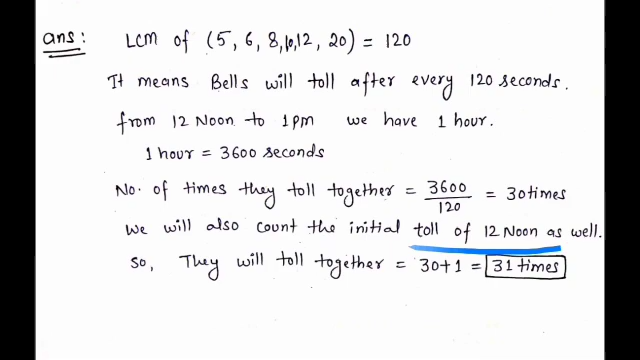 ans: LCM of (5, 6, 8, 10, 12, 20) = 120
It means Bells will toll after every 120 seconds.
from 12 Noon to 1pm we have 1 hour.
1 hour = 3600 seconds
No. of times they toll together = 3600/120 = 30 times
We will also count the initial toll of 12 Noon as well.
So, They will toll together = 30+1 = 31 times